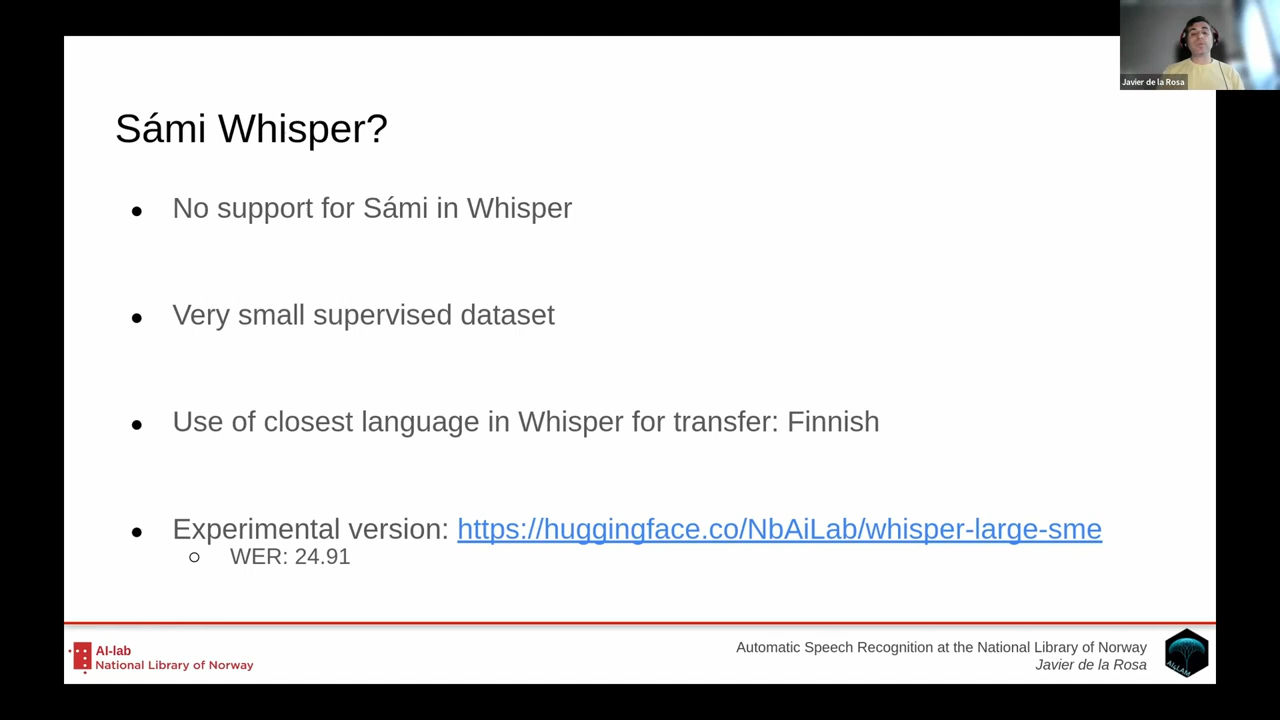 Javier de la Rosa
Sámi Whisper?
● No support for Sámi in Whisper
● Very small supervised dataset
● Use of closest language in Whisper for transfer: Finnish
● Experimental version: https://huggingface.co/NbAiLab/whisper-large-sme
○ WER: 24.91
AI-lab
National Library of Norway
Automatic Speech Recognition at the National Library of Norway
Javier de la Rosa
AI4LAM